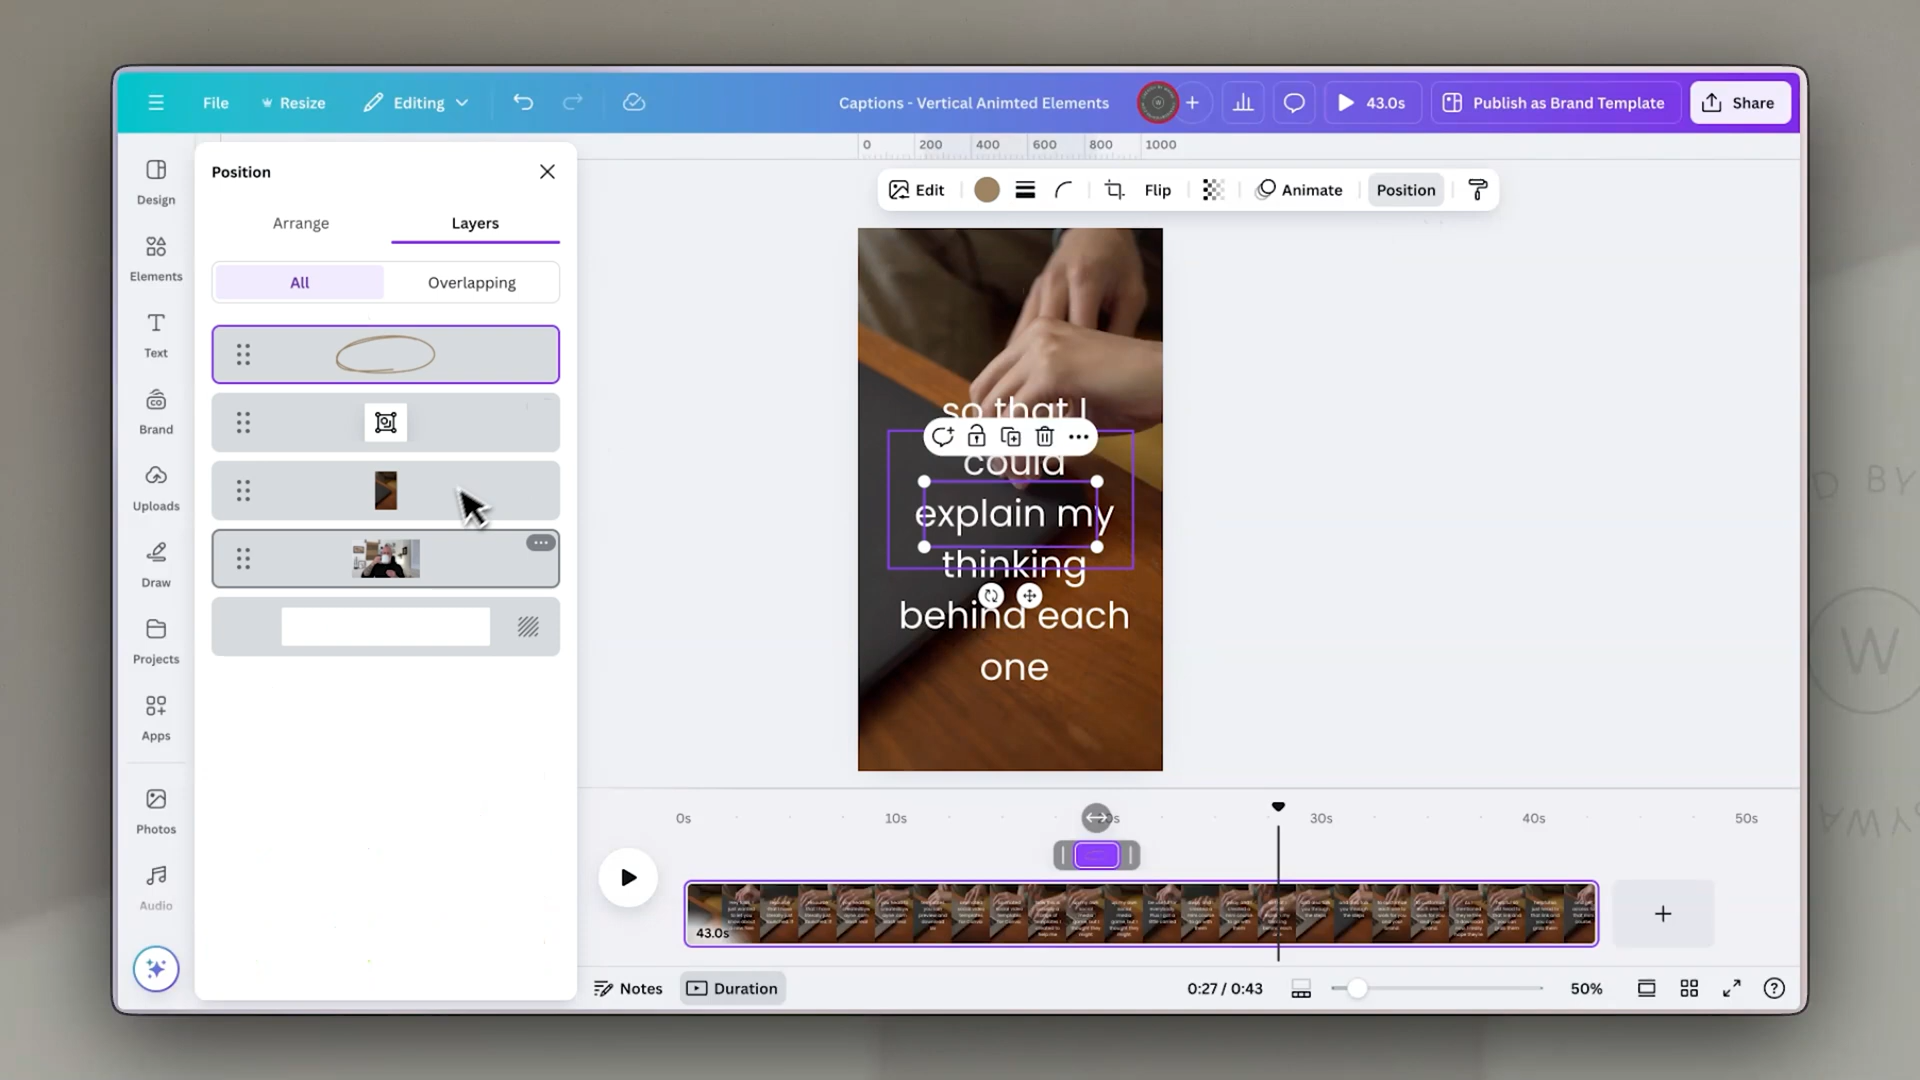 File
Resize
Editing
Captions - Vertical Animted Elements
W
43.0s
Publish as Brand Template
Share
Design
Elements
Text
Brand
Uploads
Draw
Projects
Apps
Photos
Audio
Position
Arrange
Layers
All
Overlapping
0
200
400
600
800
1000
Edit
Flip
Animate
Position
so that I
could
explain my
thinking
behind each
one
0s
10s
30s
40s
50s
43.0s
Notes
Duration
0:27 / 0:43
50%
D BY
W